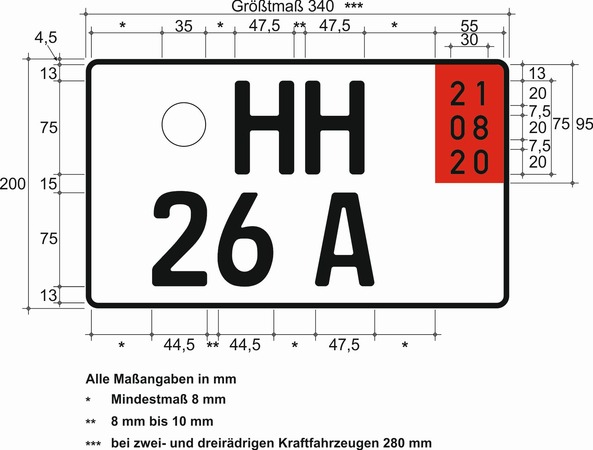 Größtmaß 340 ***
* 35 * 47,5 ** 47,5 * 55
30
4,5
13
75
15
75
13
200
HH
26 A
21
08
20
13
20
7,5
20
7,5
20
75
95
* 44,5 ** 44,5 * 47,5 *
Alle Maßangaben in mm
* Mindestmaß 8 mm
** 8 mm bis 10 mm
*** bei zwei- und dreirädrigen Kraftfahrzeugen 280 mm